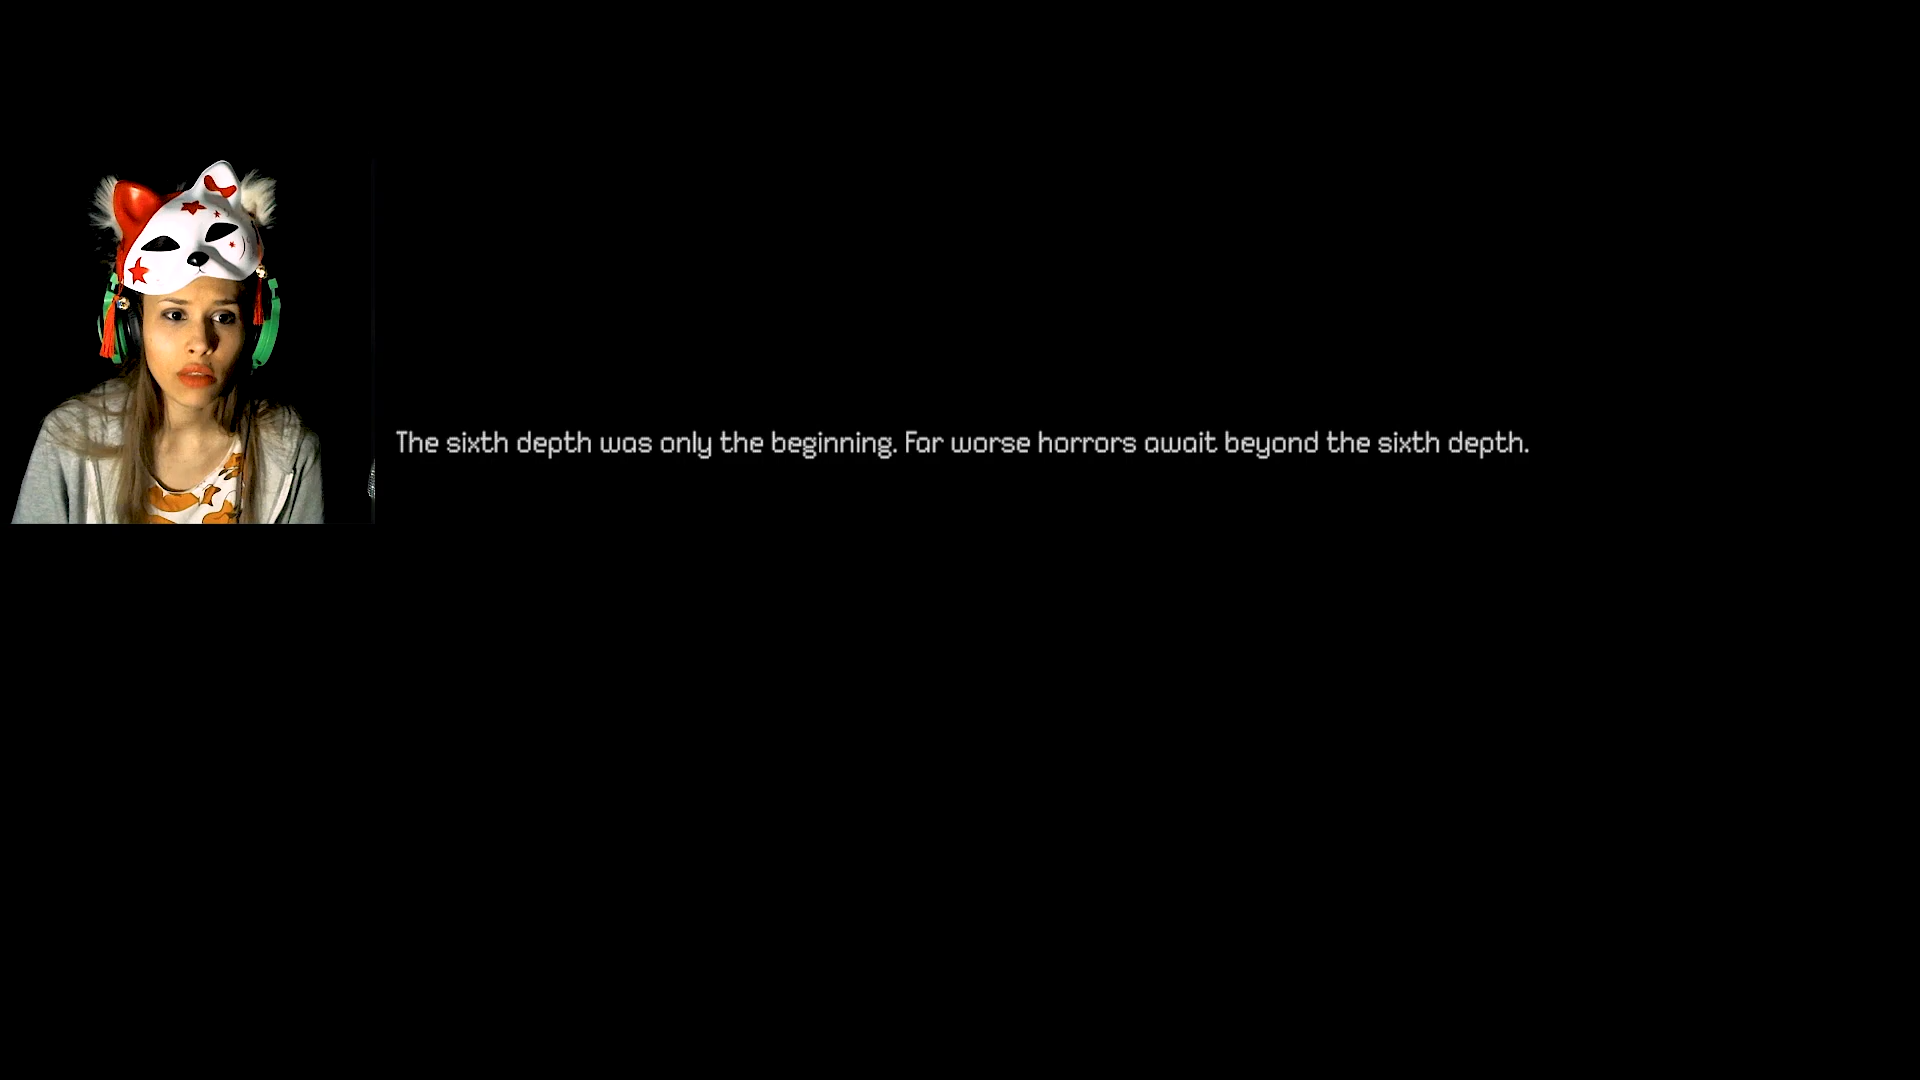 The sixth depth was only the beginning. Far worse horrors await beyond the sixth depth.